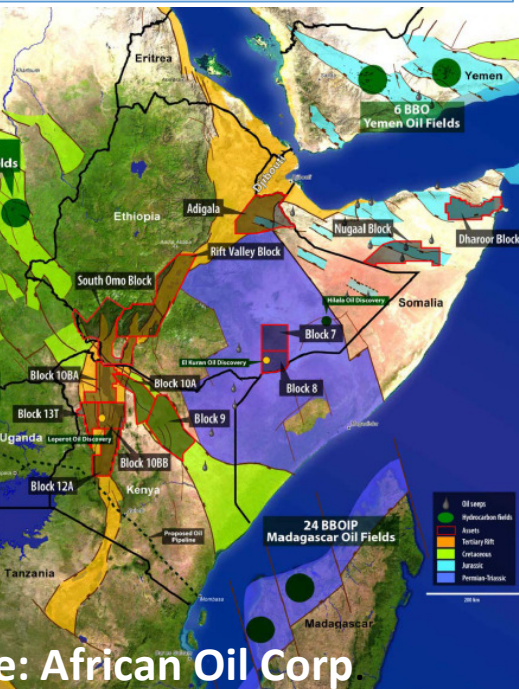 Eritrea
Yemen
6 BBO
Yemen Oil Fields
lds
Djibouti
Adigala
Ethiopia
Nugaal Block
Dharoor Block
Rift Valley Block
South Omo Block
Somalia
Hilala Oil Discovery
Block 7
El Kuran Oil Discovery
Block 8
Block 10BA
Block 10A
Block 13T
Block 9
Uganda
Loperot Oil Discovery
Block 10BB
Block 12A
Kenya
Oil seeps
Hydrocarbon fields
Assets
Tertiary Rift
Cretaceous
Jurassic
Permian-Triassic
200 km
24 BBOIP
Madagascar Oil Fields
Proposed Oil
Pipeline
Tanzania
Mombasa
Madagascar
e: African Oil Corp